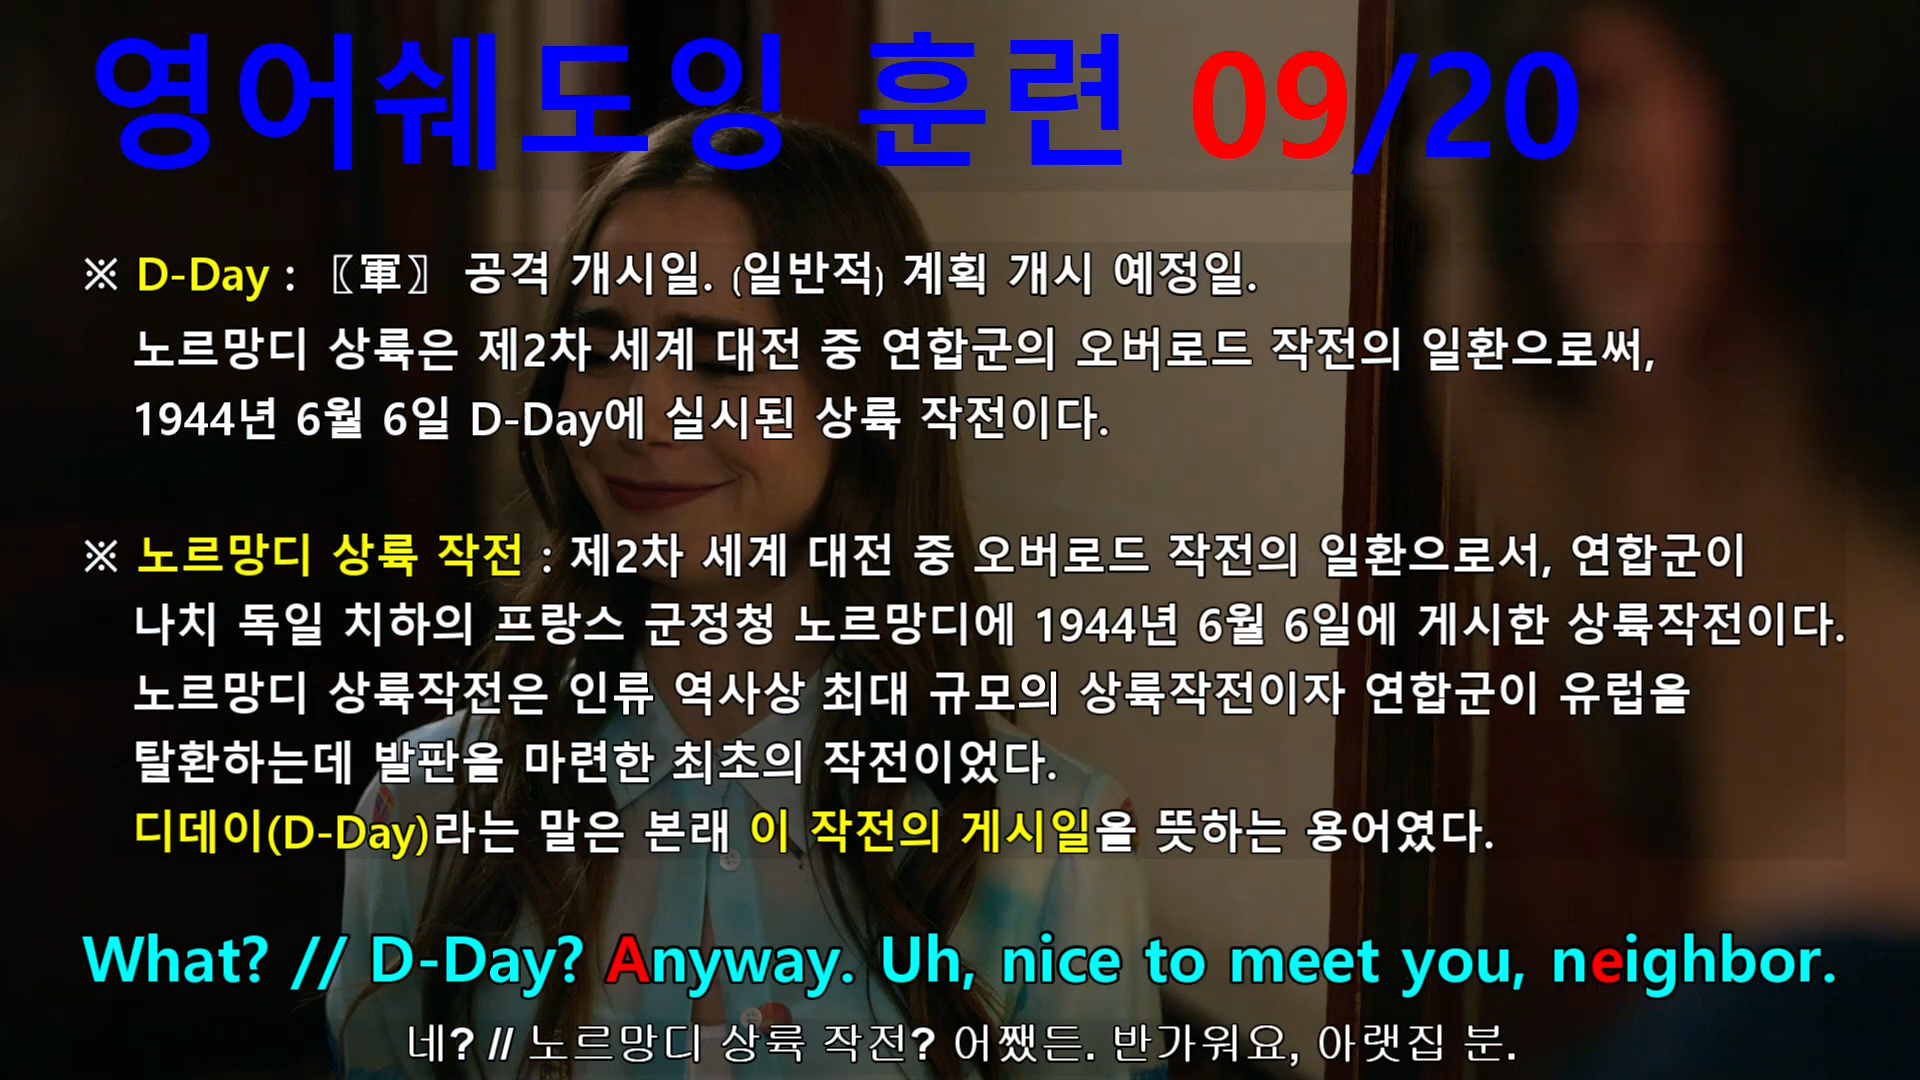 영어쉐도잉 훈련 09/20
※ D-Day : 〖軍〗 공격 개시일. (일반적) 계획 개시 예정일.
노르망디 상륙은 제2차 세계 대전 중 연합군의 오버로드 작전의 일환으로써,
1944년 6월 6일 D-Day에 실시된 상륙 작전이다.
※ 노르망디 상륙 작전 : 제2차 세계 대전 중 오버로드 작전의 일환으로서, 연합군이
나치 독일 치하의 프랑스 군정청 노르망디에 1944년 6월 6일에 게시한 상륙작전이다.
노르망디 상륙작전은 인류 역사상 최대 규모의 상륙작전이자 연합군이 유럽을
탈환하는데 발판을 마련한 최초의 작전이었다.
디데이(D-Day)라는 말은 본래 이 작전의 게시일을 뜻하는 용어였다.
What? // D-Day? Anyway. Uh, nice to meet you, neighbor.
네? // 노르망디 상륙 작전? 어쨌든. 반가워요, 아랫집 분.